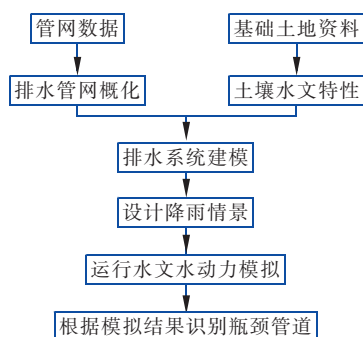 管网数据
基础土地资料
排水管网概化
土壤水文特性
排水系统建模
设计降雨情景
运行水文水动力模拟
根据模拟结果识别瓶颈管道